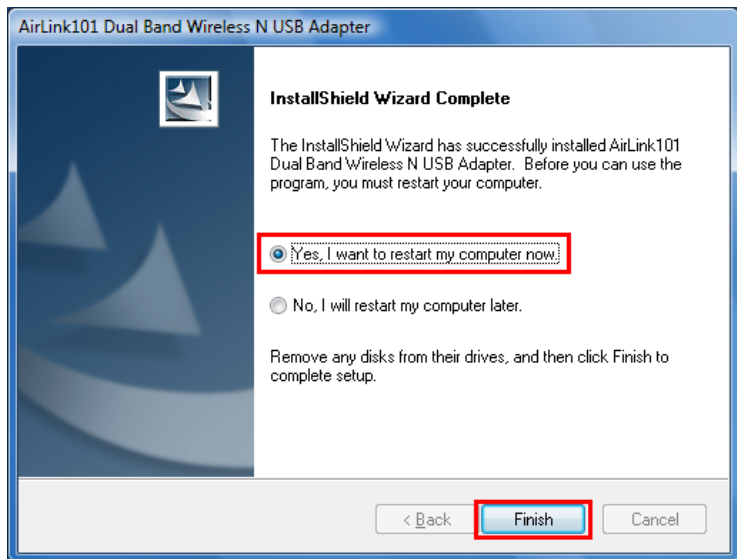 AirLink101 Dual Band Wireless N USB Adapter
InstallShield Wizard Complete
The InstallShield Wizard has successfully installed AirLink101
Dual Band Wireless N USB Adapter.  Before you can use the
program, you must restart your computer.
Yes, I want to restart my computer now.
No, I will restart my computer later.
Remove any disks from their drives, and then click Finish to
complete setup.
< Back Finish Cancel